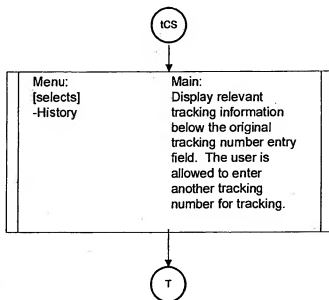 tCS
Menu:
[selects]
-History
Main:
Display relevant
tracking information
below the original
tracking number entry
field. The user is
allowed to enter
another tracking
number for tracking.
T